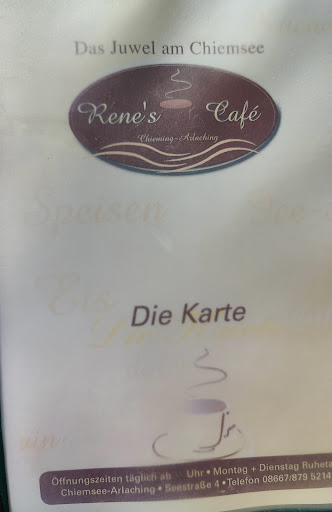 Das Juwel am Chiemsee
Rene's Café
Chieming-Arlaching
Speisen
Eis
Die Karte
Öffnungszeiten täglich ab Uhr • Montag + Dienstag Ruheta
Chiemsee-Arlaching • Seestraße 4 • Telefon 08667/879 5214